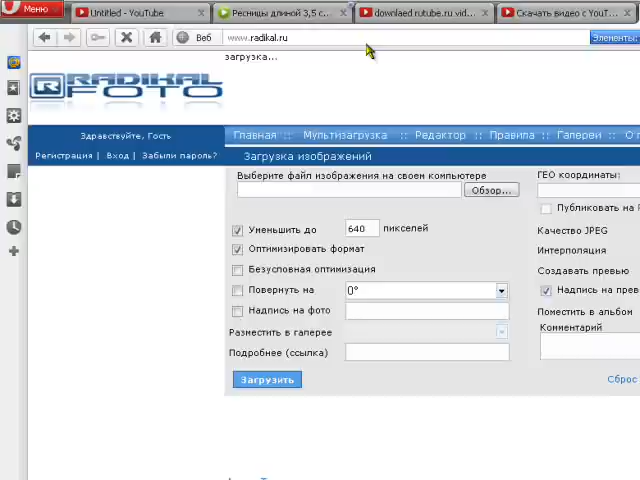 Меню
Untitled - YouTube
Ресницы длиной 3,5 с...
downlaed rutube.ru vid...
Скачать видео с YouT...
Веб
www.radikal.ru
Элементы:
загрузка...
RADIKAL
FOTO
Здравствуйте, Гость
Главная :: Мультизагрузка :: Редактор :: Правила :: Галереи :: О п
Регистрация | Вход | Забыли пароль?
Загрузка изображений
Выберите файл изображения на своем компьютере
ГЕО координаты:
Обзор...
Публиковать на F
Уменьшить до 640 пикселей
Качество JPEG
Оптимизировать формат
Интерполяция
Безусловная оптимизация
Создавать превью
Повернуть на 0°
Надпись на прев
Надпись на фото
Поместить в альбом
Разместить в галерее
Комментарий
Подробнее (ссылка)
Загрузить
Сброс